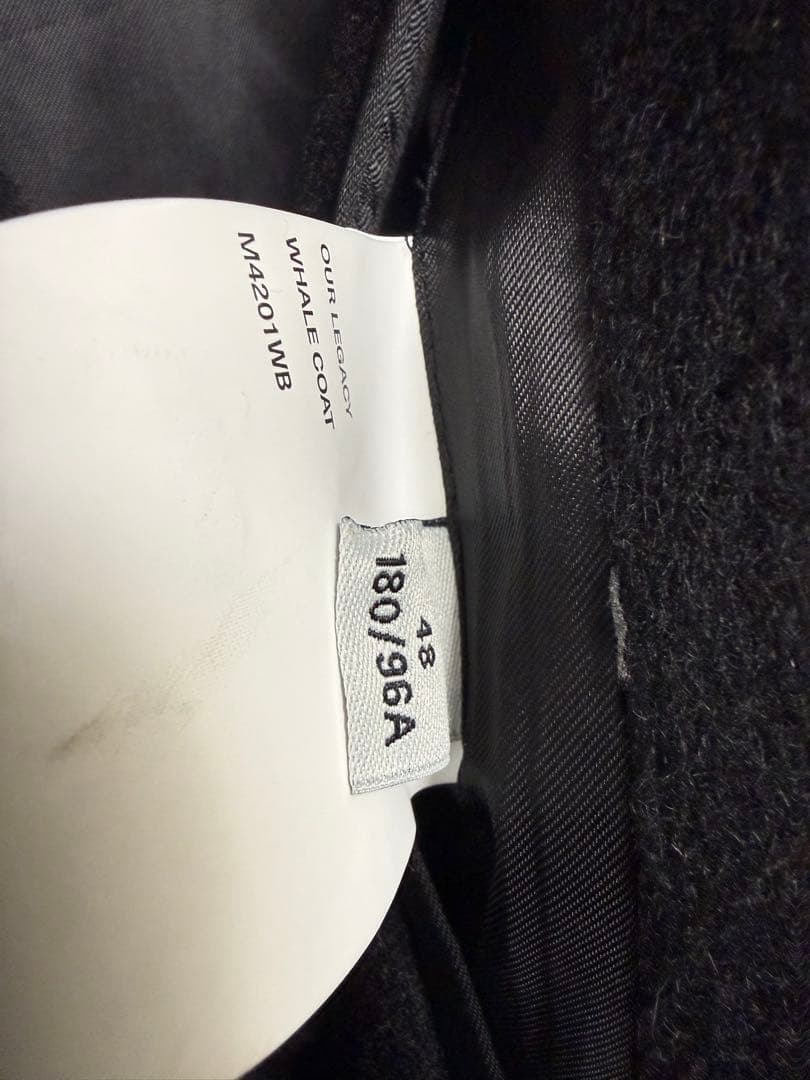 OUR LEGACY
WHALE COAT
M4201WB
48
180/96A